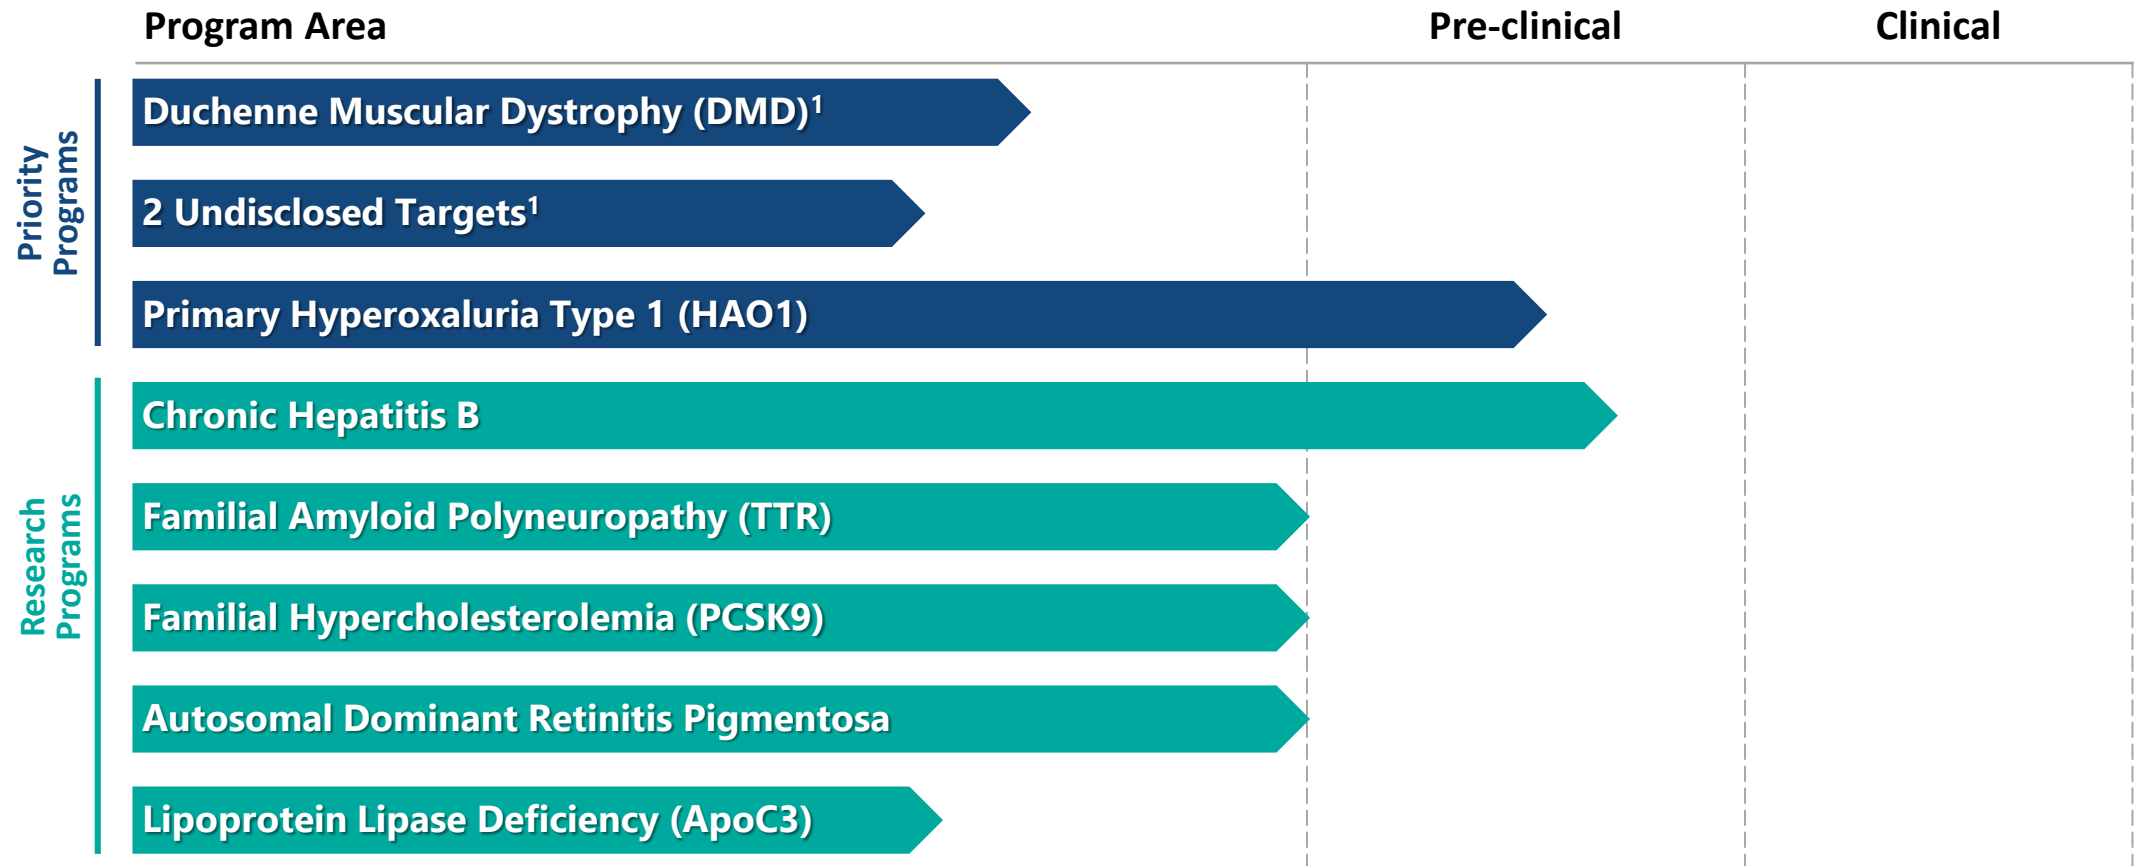 Program Area Pre-clinical Clinical
Priority
Programs
Duchenne Muscular Dystrophy (DMD)¹
2 Undisclosed Targets¹
Primary Hyperoxaluria Type 1 (HAO1)
Research
Programs
Chronic Hepatitis B
Familial Amyloid Polyneuropathy (TTR)
Familial Hypercholesterolemia (PCSK9)
Autosomal Dominant Retinitis Pigmentosa
Lipoprotein Lipase Deficiency (ApoC3)